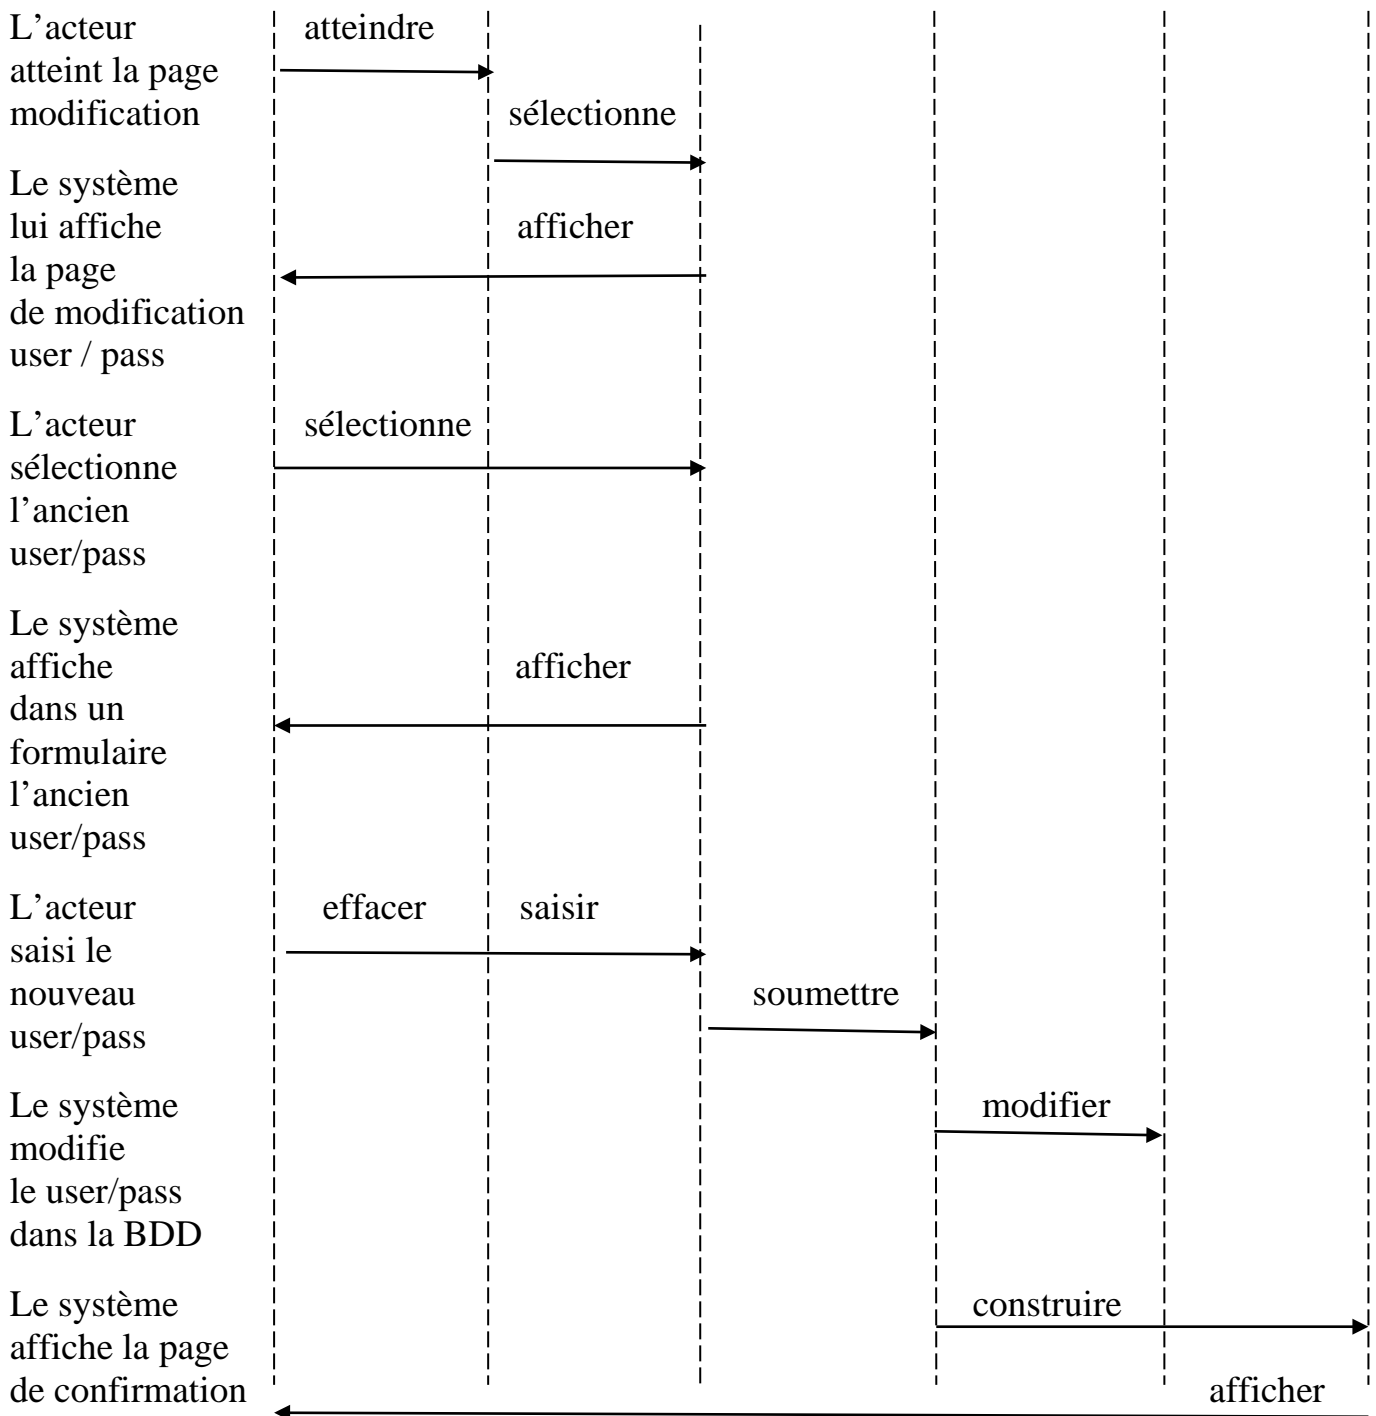 L’acteur
atteint la page
modification
atteindre
sélectionne
Le système
lui affiche
la page
de modification
user / pass
afficher
L’acteur
sélectionne
l’ancien
user/pass
sélectionne
Le système
affiche
dans un
formulaire
l’ancien
user/pass
afficher
L’acteur
saisi le
nouveau
user/pass
effacer
saisir
soumettre
Le système
modifie
le user/pass
dans la BDD
modifier
Le système
affiche la page
de confirmation
construire
afficher